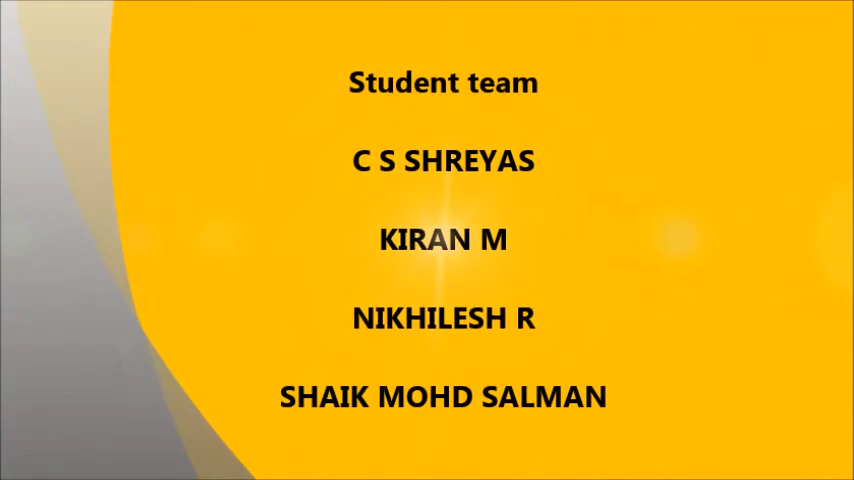 Student team
C S SHREYAS
KIRAN M
NIKHILESH R
SHAIK MOHD SALMAN